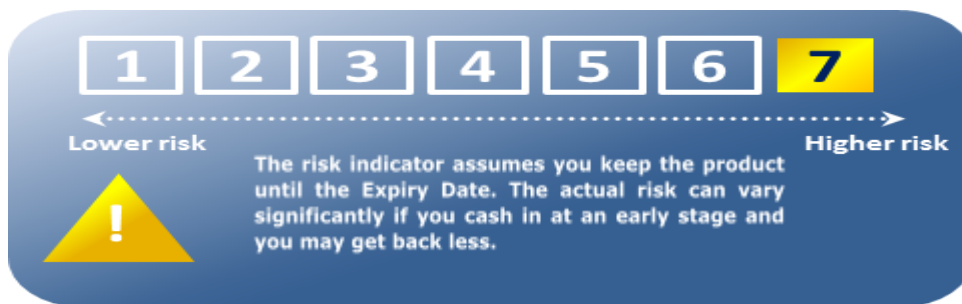 1 2 3 4 5 6 7
Lower risk Higher risk
The risk indicator assumes you keep the product
until the Expiry Date. The actual risk can vary
significantly if you cash in at an early stage and
you may get back less.
!